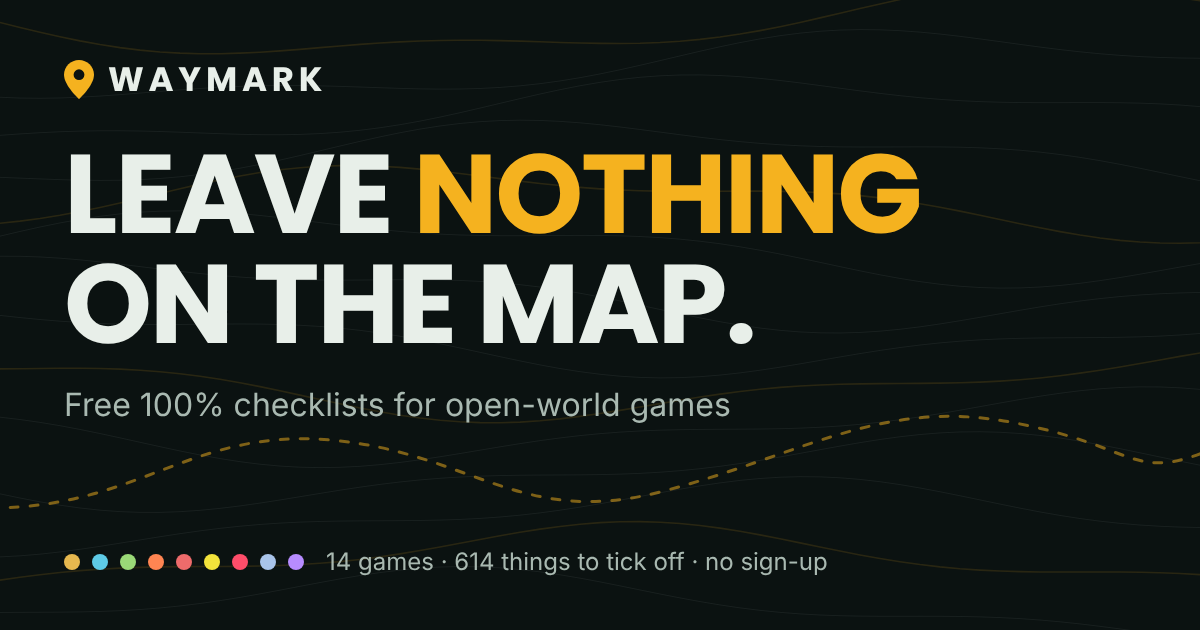 WAYMARK
LEAVE NOTHING
ON THE MAP.
Free 100% checklists for open-world games
14 games · 614 things to tick off · no sign-up